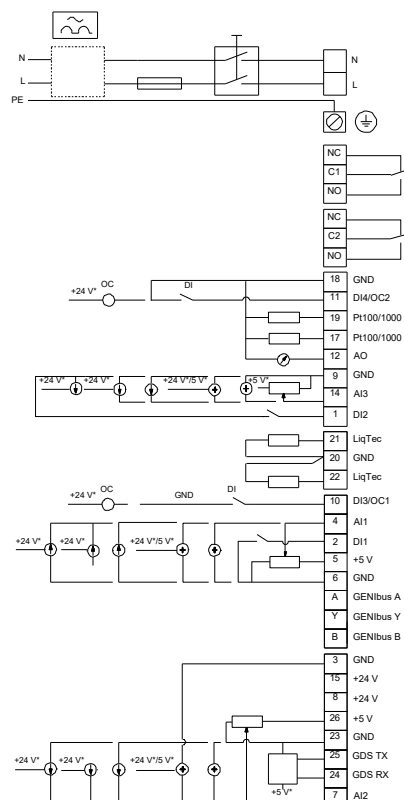 N N
L L
PE
NC
C1
NO
NC
C2
NO
18 GND
+24 V* OC DI 11 DI4/OC2
19 Pt100/1000
17 Pt100/1000
12 AO
9 GND
+24 V* +24 V* +24 V*/5 V* +5 V*
14 AI3
1 DI2
21 LiqTec
20 GND
22 LiqTec
+24 V* OC GND DI 10 DI3/OC1
4 AI1
2 DI1
+24 V* +24 V* +24 V*/5 V*
5 +5 V
6 GND
A GENIbus A
Y GENIbus Y
B GENIbus B
3 GND
15 +24 V
8 +24 V
26 +5 V
23 GND
25 GDS TX
+24 V* +24 V* +24 V*/5 V*
24 GDS RX
+5 V*
7 AI2